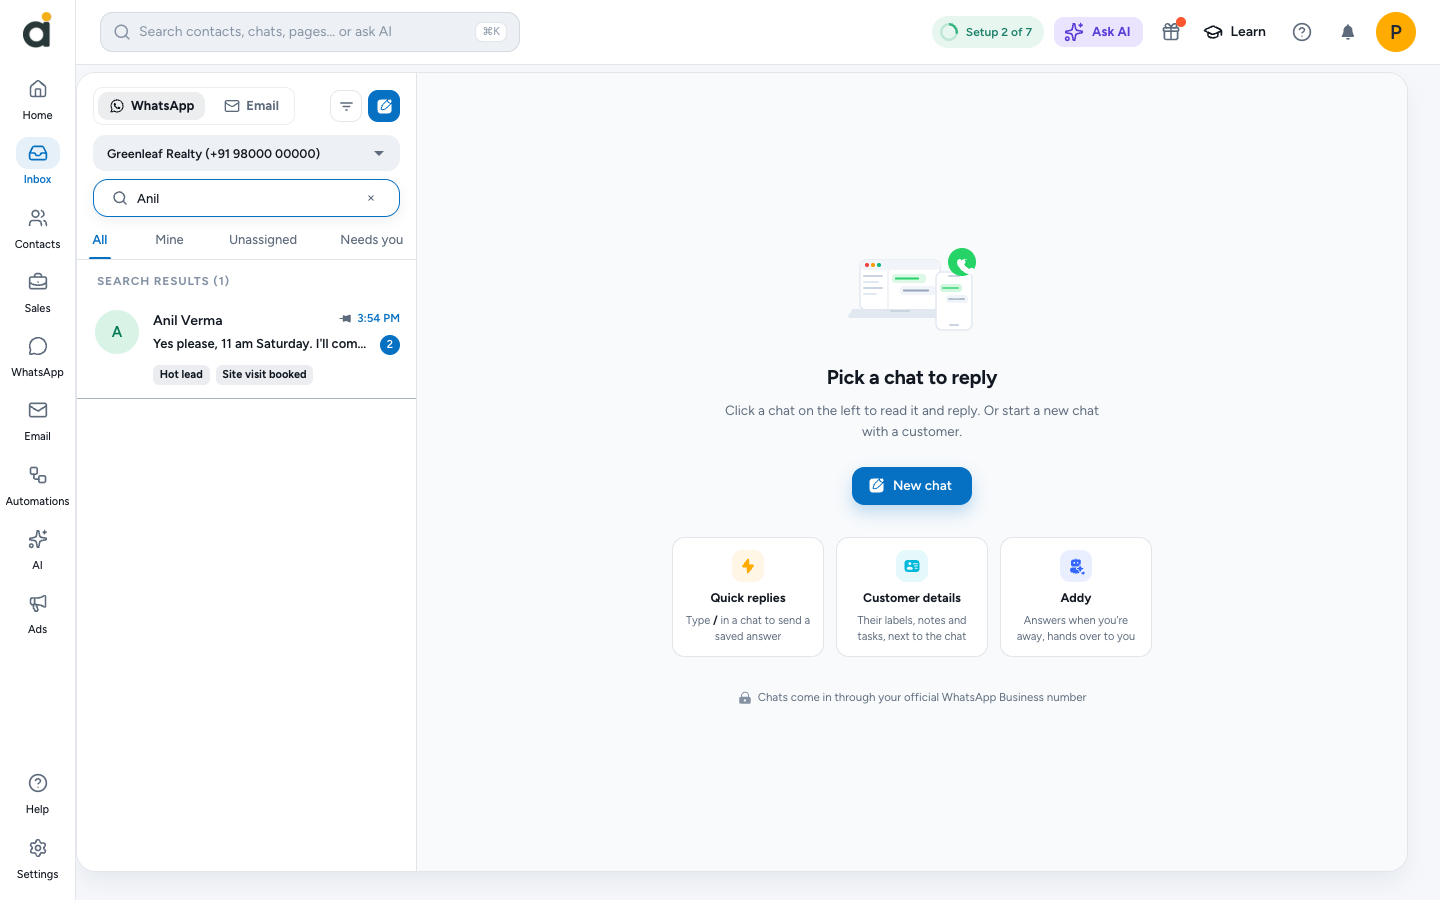 Search contacts, chats, pages... or ask AI
⌘K
Setup 2 of 7
Ask AI
Learn
P
Home
Inbox
Contacts
Sales
WhatsApp
Email
Automations
AI
Ads
Help
Settings
WhatsApp
Email
Greenleaf Realty (+91 98000 00000)
Anil
All
Mine
Unassigned
Needs you
SEARCH RESULTS (1)
A
Anil Verma
3:54 PM
Yes please, 11 am Saturday. I'll com...
2
Hot lead
Site visit booked
Pick a chat to reply
Click a chat on the left to read it and reply. Or start a new chat
with a customer.
New chat
Quick replies
Type / in a chat to send a
saved answer
Customer details
Their labels, notes and
tasks, next to the chat
Addy
Answers when you're
away, hands over to you
Chats come in through your official WhatsApp Business number